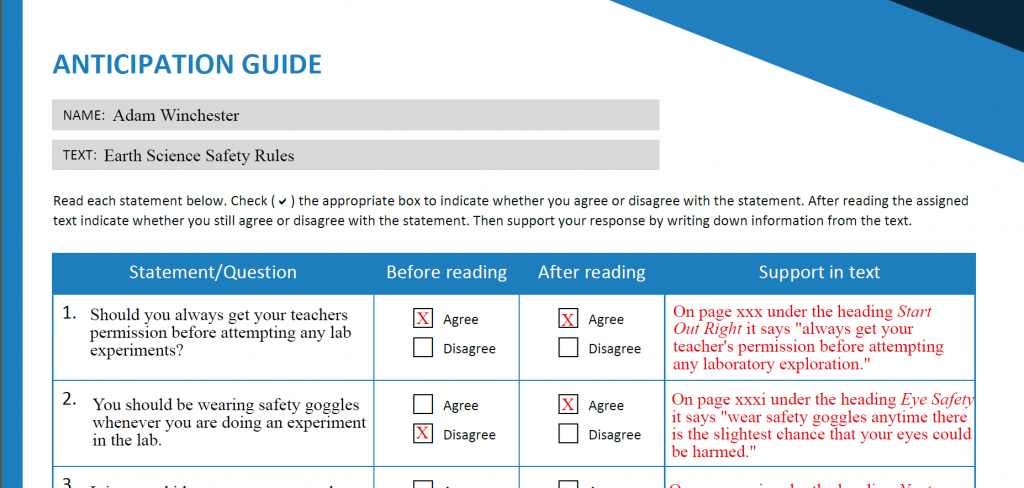 ANTICIPATION GUIDE
NAME: Adam Winchester
TEXT: Earth Science Safety Rules
Read each statement below. Check ( ✔ ) the appropriate box to indicate whether you agree or disagree with the statement. After reading the assigned
text indicate whether you still agree or disagree with the statement. Then support your response by writing down information from the text.
Statement/Question Before reading After reading Support in text
1. Should you always get your teachers
permission before attempting any lab
experiments?
X Agree
Disagree
X Agree
Disagree
On page xxx under the heading Start
Out Right it says "always get your
teacher's permission before attempting
any laboratory exploration."
2. You should be wearing safety goggles
whenever you are doing an experiment
in the lab.
Agree
X Disagree
X Agree
Disagree
On page xxxi under the heading Eye Safety
it says "wear safety goggles anytime there
is the slightest chance that your eyes could
be harmed."
3.